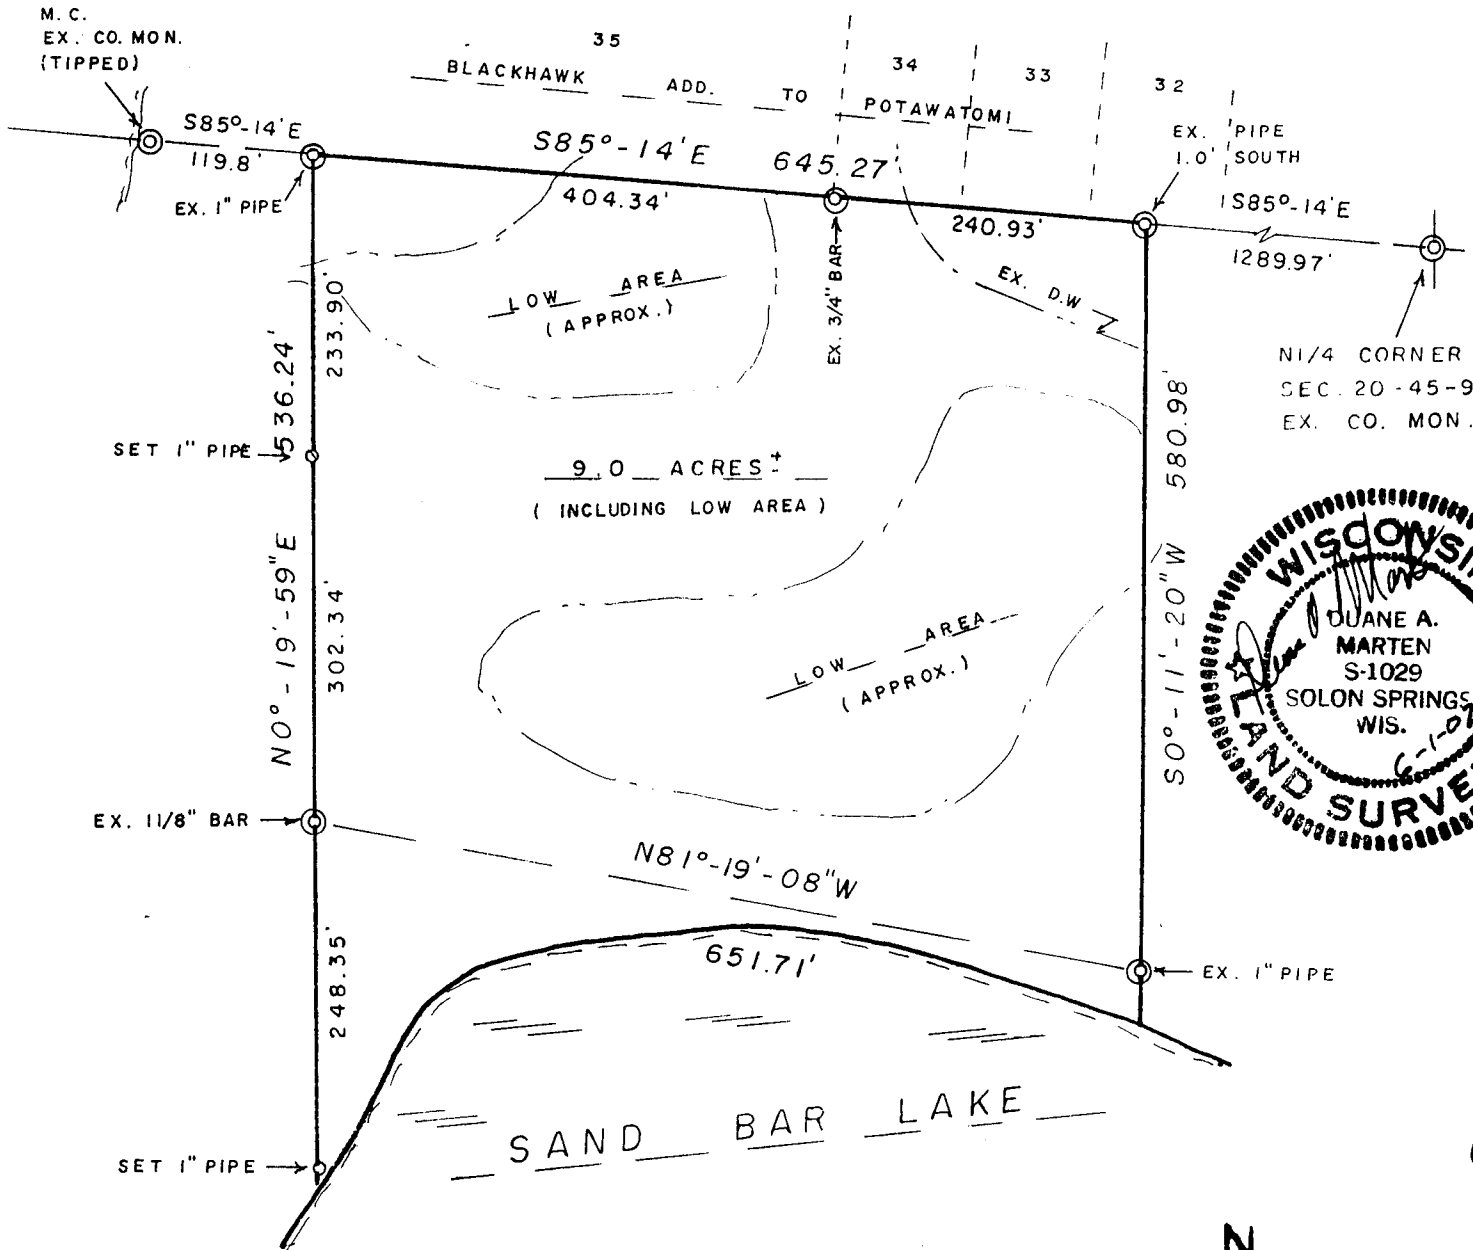 M. C.
EX. CO. MON.
(TIPPED)
35
34
33
32
BLACKHAWK ADD. TO POTAWATOMI
S85°-14'E
119.8'
S85°-14'E 645.27'
404.34'
240.93'
EX. PIPE
1.0' SOUTH
S85°-14'E
1289.97'
EX. 1" PIPE
EX. 3/4" BAR
EX. D.W
LOW AREA
(APPROX.)
N1/4 CORNER
SEC. 20-45-9
EX. CO. MON.
536.24'
233.90'
SET 1" PIPE
9.0 ACRES ±
( INCLUDING LOW AREA )
580.98'
S0°-11'-20"W
N0°-19'-59"E
302.34'
LOW AREA
(APPROX.)
WISCONSIN
DUANE A.
MARTEN
S-1029
SOLON SPRINGS
WIS.
LAND SURVE
EX. 1 1/8" BAR
N81°-19'-08"W
651.71'
EX. 1" PIPE
248.35'
SET 1" PIPE
SAND BAR LAKE
N